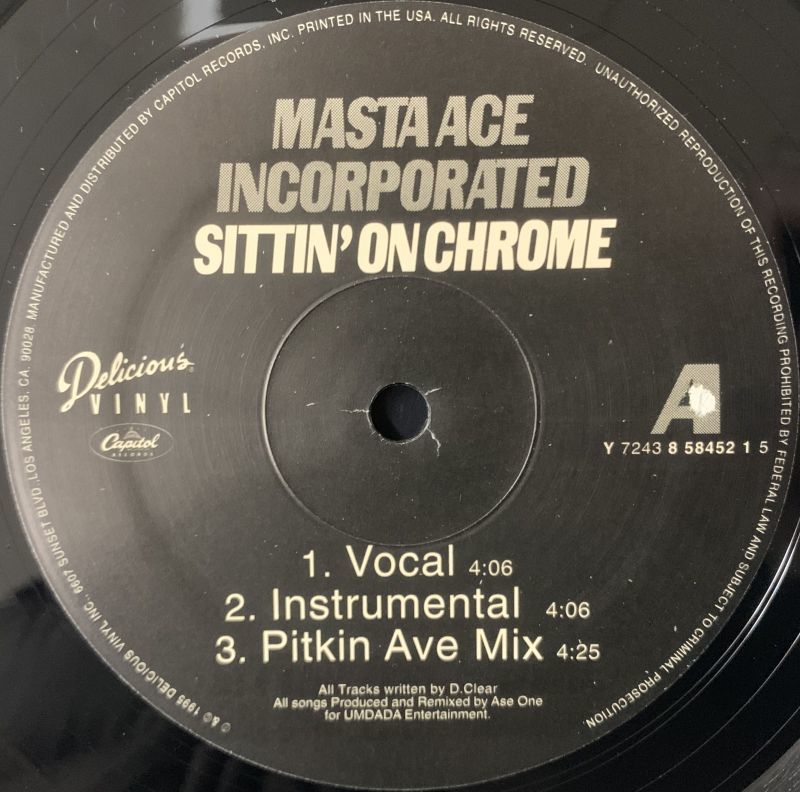 MASTA ACE
INCORPORATED
SITTIN' ON CHROME
Delicious
VINYL
Capitol
RECORDS
A
Y 7243 8 58452 1 5
1. Vocal 4:06
2. Instrumental 4:06
3. Pitkin Ave Mix 4:25
All Tracks written by D.Clear
All songs Produced and Remixed by Ase One
for UMDADA Entertainment.
℗ & © 1995 DELICIOUS VINYL INC., 6607 SUNSET BLVD., LOS ANGELES, CA. 90028. MANUFACTURED AND DISTRIBUTED BY CAPITOL RECORDS, INC. PRINTED IN THE USA. ALL RIGHTS RESERVED. UNAUTHORIZED REPRODUCTION OF THIS RECORDING PROHIBITED BY FEDERAL LAW AND SUBJECT TO CRIMINAL PROSECUTION.